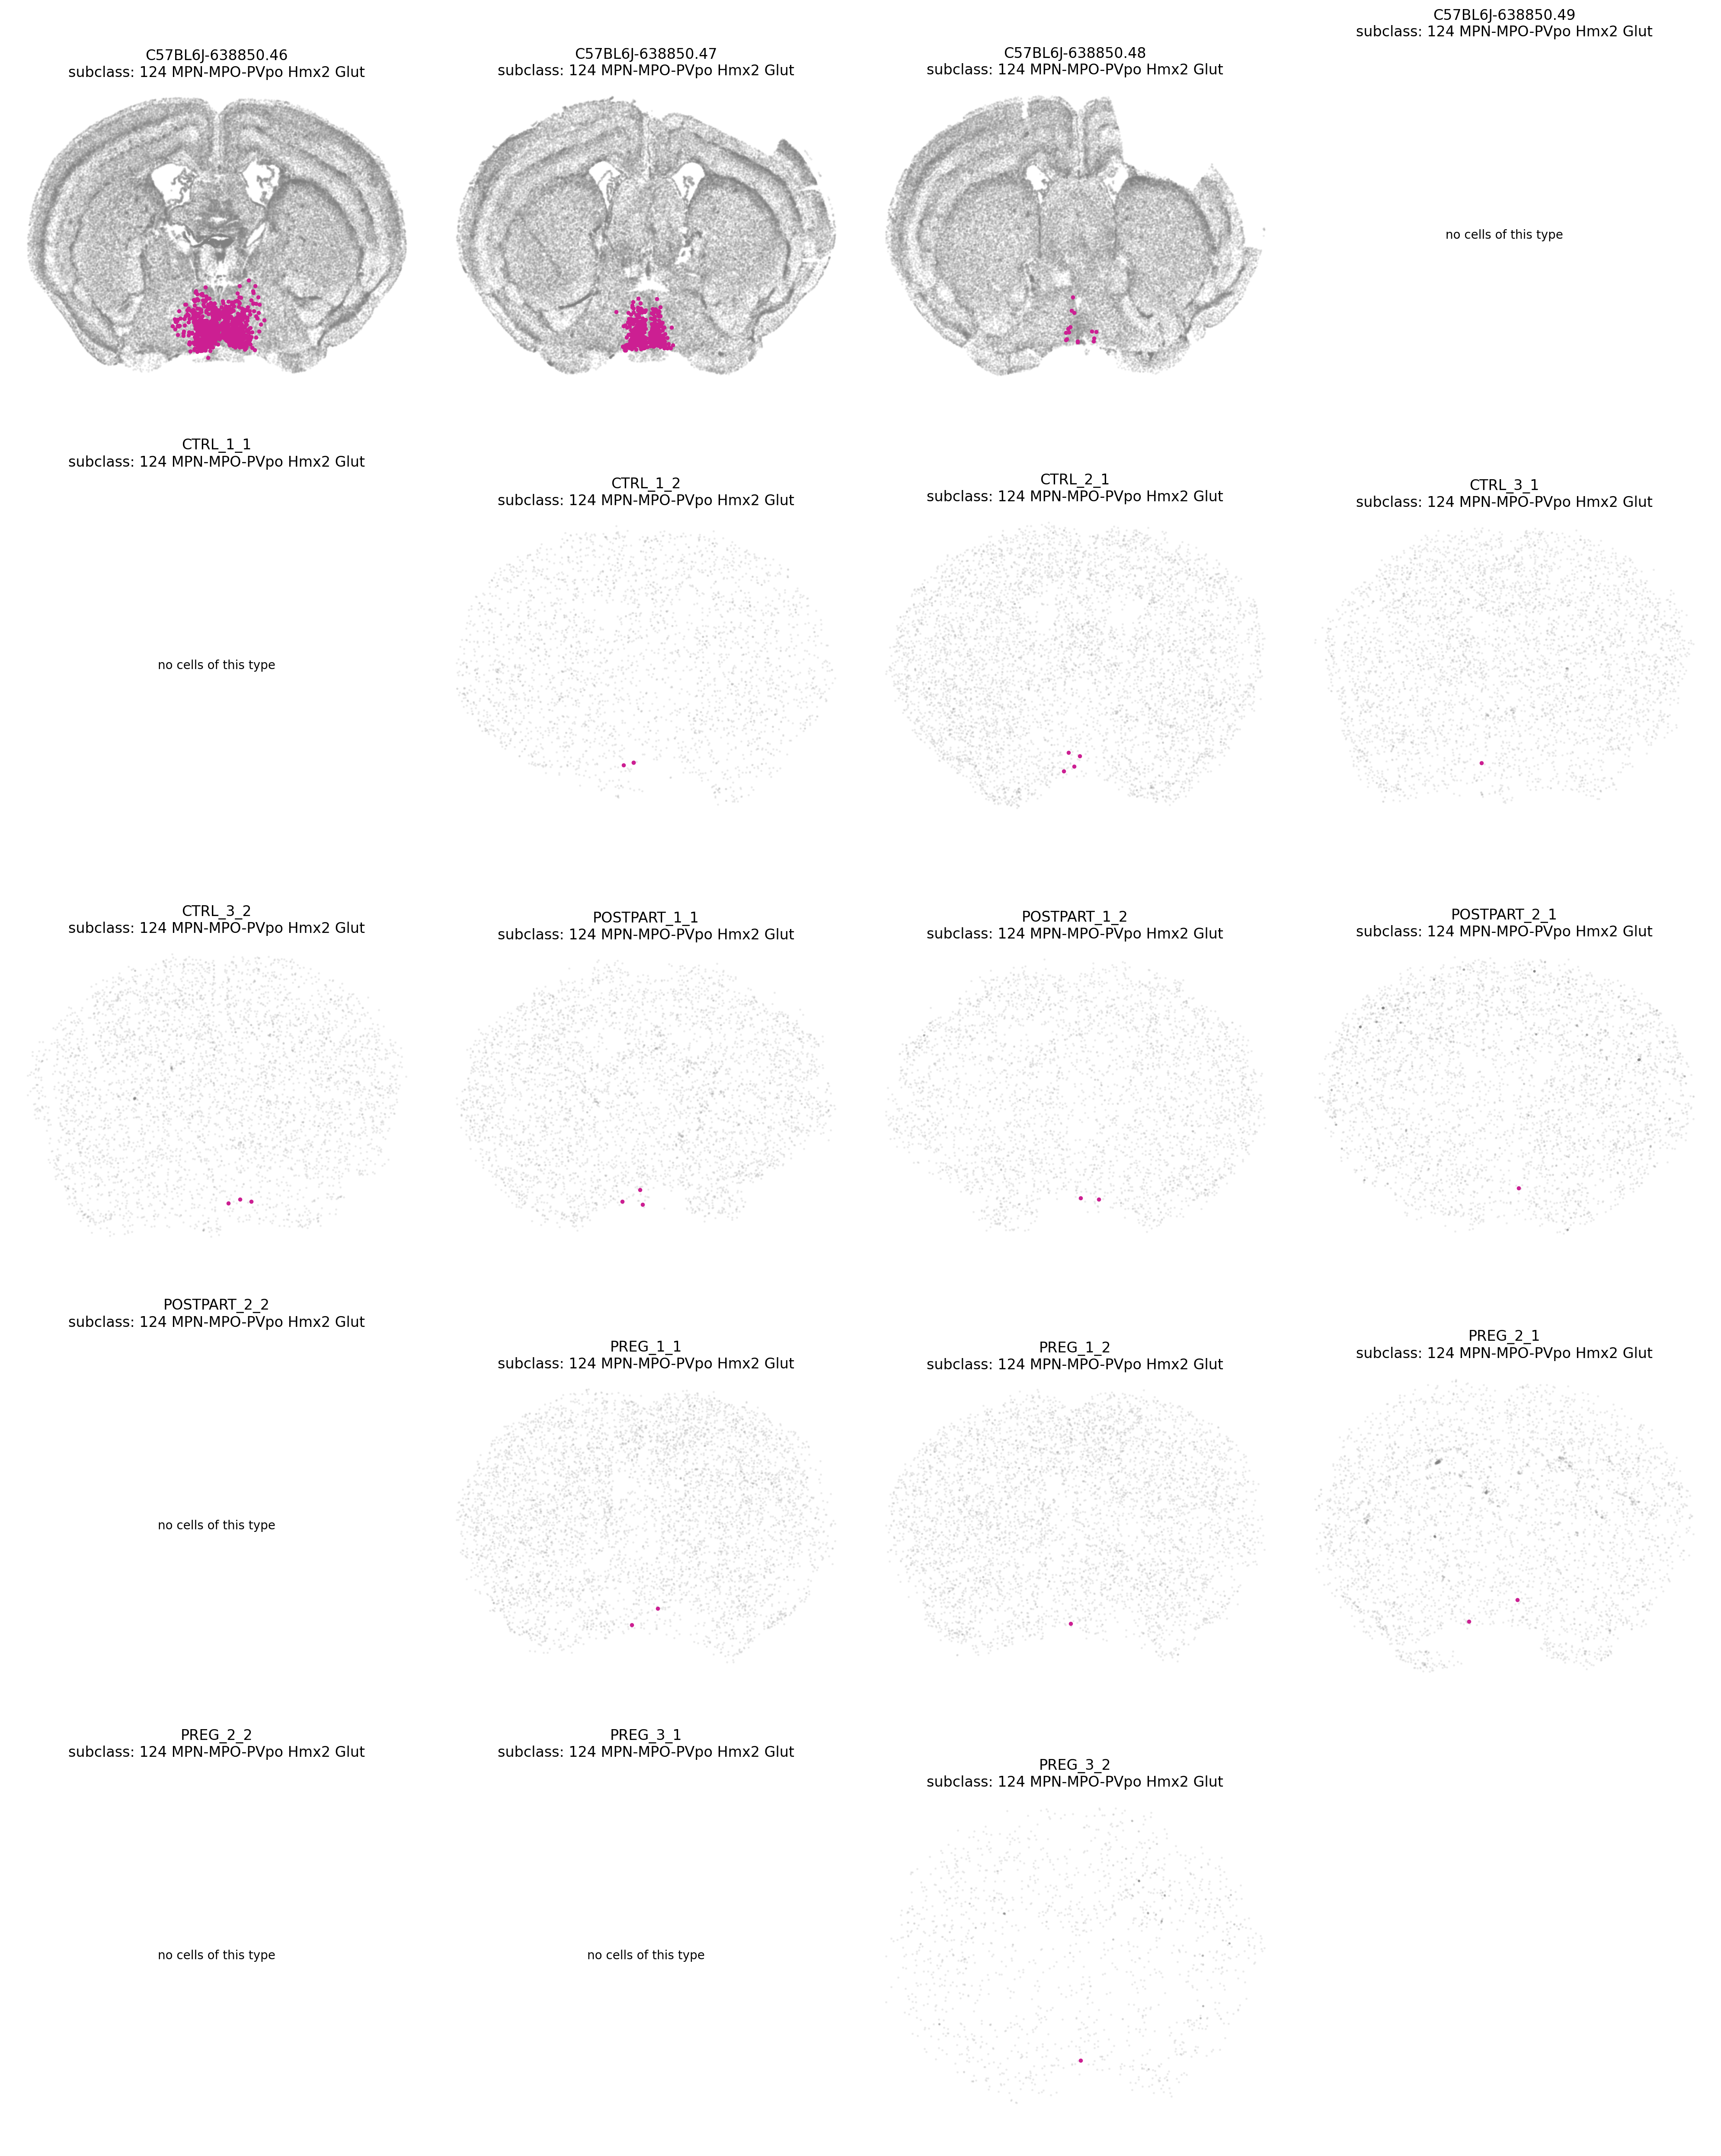 C57BL6J-638850.46
subclass: 124 MPN-MPO-PVpo Hmx2 Glut
C57BL6J-638850.47
subclass: 124 MPN-MPO-PVpo Hmx2 Glut
C57BL6J-638850.48
subclass: 124 MPN-MPO-PVpo Hmx2 Glut
C57BL6J-638850.49
subclass: 124 MPN-MPO-PVpo Hmx2 Glut
no cells of this type
CTRL_1_1
subclass: 124 MPN-MPO-PVpo Hmx2 Glut
no cells of this type
CTRL_1_2
subclass: 124 MPN-MPO-PVpo Hmx2 Glut
CTRL_2_1
subclass: 124 MPN-MPO-PVpo Hmx2 Glut
CTRL_3_1
subclass: 124 MPN-MPO-PVpo Hmx2 Glut
CTRL_3_2
subclass: 124 MPN-MPO-PVpo Hmx2 Glut
POSTPART_1_1
subclass: 124 MPN-MPO-PVpo Hmx2 Glut
POSTPART_1_2
subclass: 124 MPN-MPO-PVpo Hmx2 Glut
POSTPART_2_1
subclass: 124 MPN-MPO-PVpo Hmx2 Glut
POSTPART_2_2
subclass: 124 MPN-MPO-PVpo Hmx2 Glut
no cells of this type
PREG_1_1
subclass: 124 MPN-MPO-PVpo Hmx2 Glut
PREG_1_2
subclass: 124 MPN-MPO-PVpo Hmx2 Glut
PREG_2_1
subclass: 124 MPN-MPO-PVpo Hmx2 Glut
PREG_2_2
subclass: 124 MPN-MPO-PVpo Hmx2 Glut
no cells of this type
PREG_3_1
subclass: 124 MPN-MPO-PVpo Hmx2 Glut
no cells of this type
PREG_3_2
subclass: 124 MPN-MPO-PVpo Hmx2 Glut